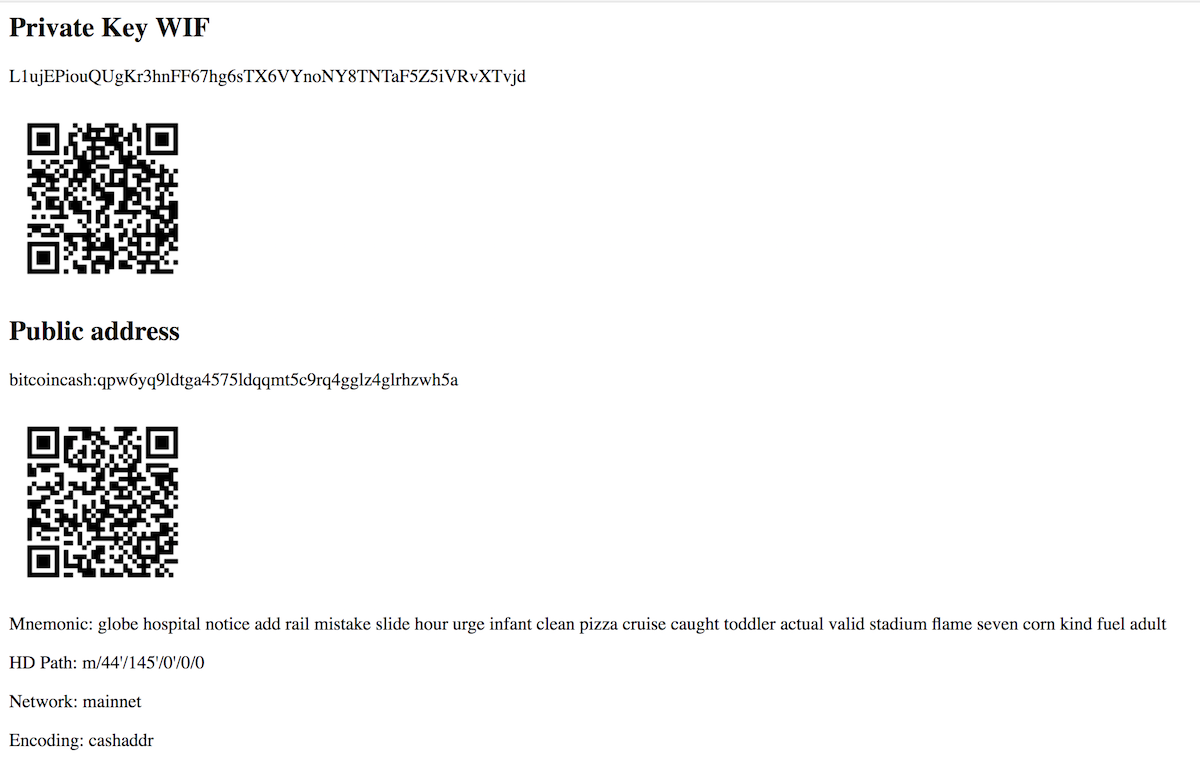 Private Key WIF
L1ujEPiouQUgKr3hnFF67hg6sTX6VYnoNY8TNTaF5Z5iVRvXTvjd
Public address
bitcoincash:qpw6yq9ldtga4575ldqqmt5c9rq4gglz4glrhzwh5a
Mnemonic: globe hospital notice add rail mistake slide hour urge infant clean pizza cruise caught toddler actual valid stadium flame seven corn kind fuel adult
HD Path: m/44'/145'/0'/0/0
Network: mainnet
Encoding: cashaddr